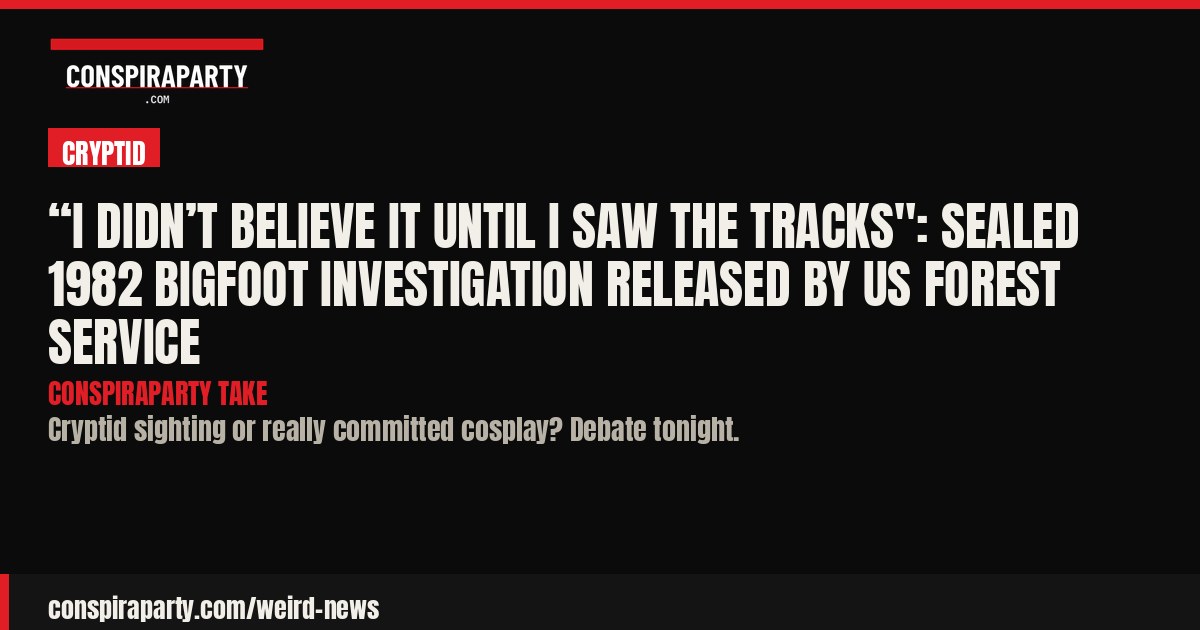 CONSPIRAPARTY
.COM
CRYPTID
“I DIDN’T BELIEVE IT UNTIL I SAW THE TRACKS": SEALED
1982 BIGFOOT INVESTIGATION RELEASED BY US FOREST
SERVICE
CONSPIRAPARTY TAKE
Cryptid sighting or really committed cosplay? Debate tonight.
conspiraparty.com/weird-news